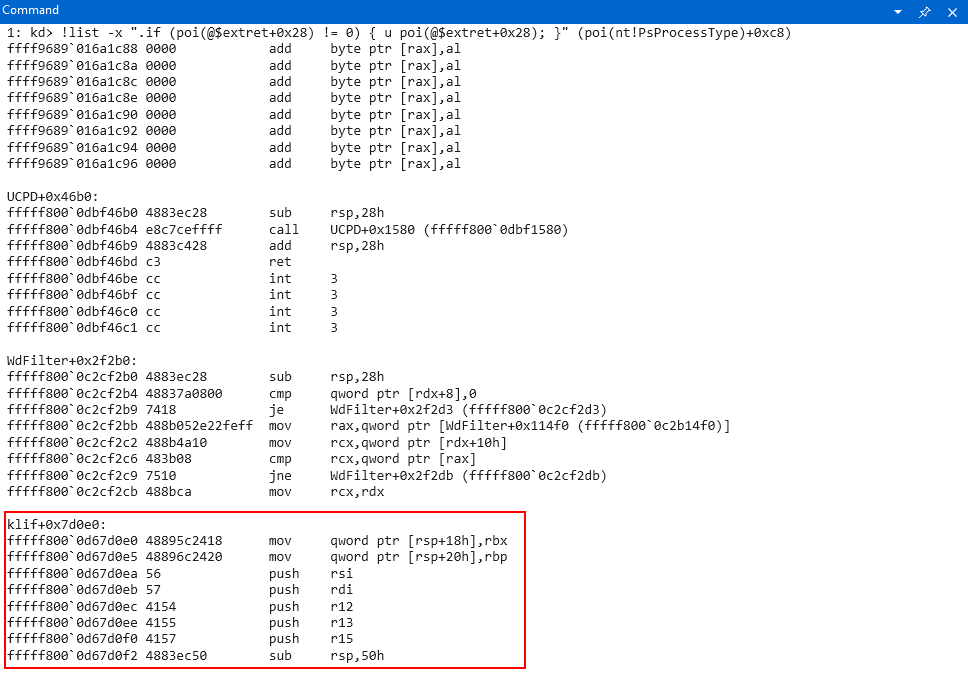 Command
1: kd> !list -x ".if (poi(@$extret+0x28) != 0) { u poi(@$extret+0x28); }" (poi(nt!PsProcessType)+0xc8)
ffff9689`016a1c88 0000            add     byte ptr [rax],al
ffff9689`016a1c8a 0000            add     byte ptr [rax],al
ffff9689`016a1c8c 0000            add     byte ptr [rax],al
ffff9689`016a1c8e 0000            add     byte ptr [rax],al
ffff9689`016a1c90 0000            add     byte ptr [rax],al
ffff9689`016a1c92 0000            add     byte ptr [rax],al
ffff9689`016a1c94 0000            add     byte ptr [rax],al
ffff9689`016a1c96 0000            add     byte ptr [rax],al
UCPD+0x46b0:
fffff800`0dbf46b0 4883ec28        sub     rsp,28h
fffff800`0dbf46b4 e8c7ceffff      call    UCPD+0x1580 (fffff800`0dbf1580)
fffff800`0dbf46b9 4883c428        add     rsp,28h
fffff800`0dbf46bd c3              ret
fffff800`0dbf46be cc              int     3
fffff800`0dbf46bf cc              int     3
fffff800`0dbf46c0 cc              int     3
fffff800`0dbf46c1 cc              int     3
WdFilter+0x2f2b0:
fffff800`0c2cf2b0 4883ec28        sub     rsp,28h
fffff800`0c2cf2b4 48837a0800      cmp     qword ptr [rdx+8],0
fffff800`0c2cf2b9 7418            je      WdFilter+0x2f2d3 (fffff800`0c2cf2d3)
fffff800`0c2cf2bb 488b052e22feff  mov     rax,qword ptr [WdFilter+0x114f0 (fffff800`0c2b14f0)]
fffff800`0c2cf2c2 488b4a10        mov     rcx,qword ptr [rdx+10h]
fffff800`0c2cf2c6 483b08          cmp     rcx,qword ptr [rax]
fffff800`0c2cf2c9 7510            jne     WdFilter+0x2f2db (fffff800`0c2cf2db)
fffff800`0c2cf2cb 488bca          mov     rcx,rdx
klif+0x7d0e0:
fffff800`0d67d0e0 48895c2418      mov     qword ptr [rsp+18h],rbx
fffff800`0d67d0e5 48896c2420      mov     qword ptr [rsp+20h],rbp
fffff800`0d67d0ea 56              push    rsi
fffff800`0d67d0eb 57              push    rdi
fffff800`0d67d0ec 4154            push    r12
fffff800`0d67d0ee 4155            push    r13
fffff800`0d67d0f0 4157            push    r15
fffff800`0d67d0f2 4883ec50        sub     rsp,50h